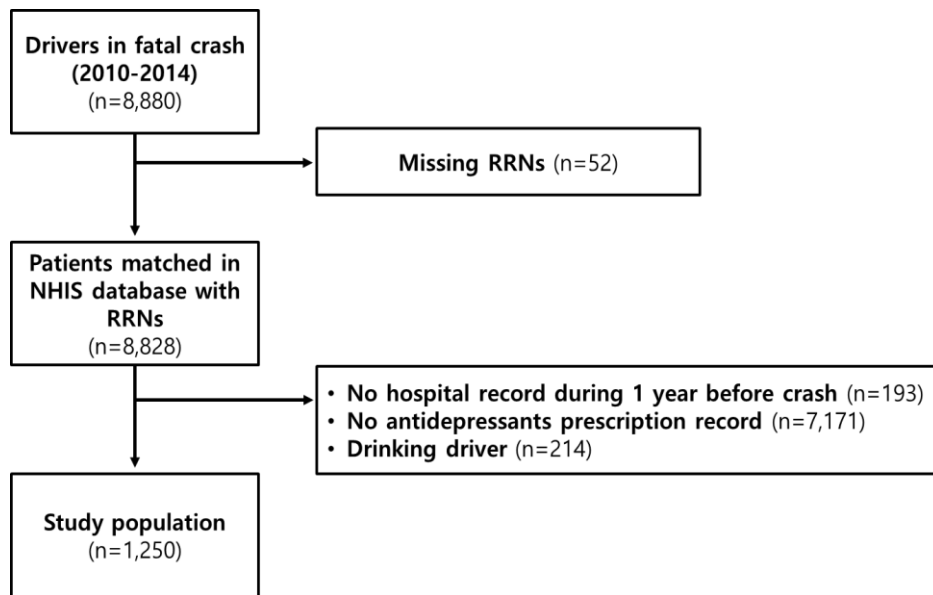 Drivers in fatal crash
(2010-2014)
(n=8,880)
Missing RRNs (n=52)
Patients matched in
NHIS database with
RRNs
(n=8,828)
• No hospital record during 1 year before crash (n=193)
• No antidepressants prescription record (n=7,171)
• Drinking driver (n=214)
Study population
(n=1,250)